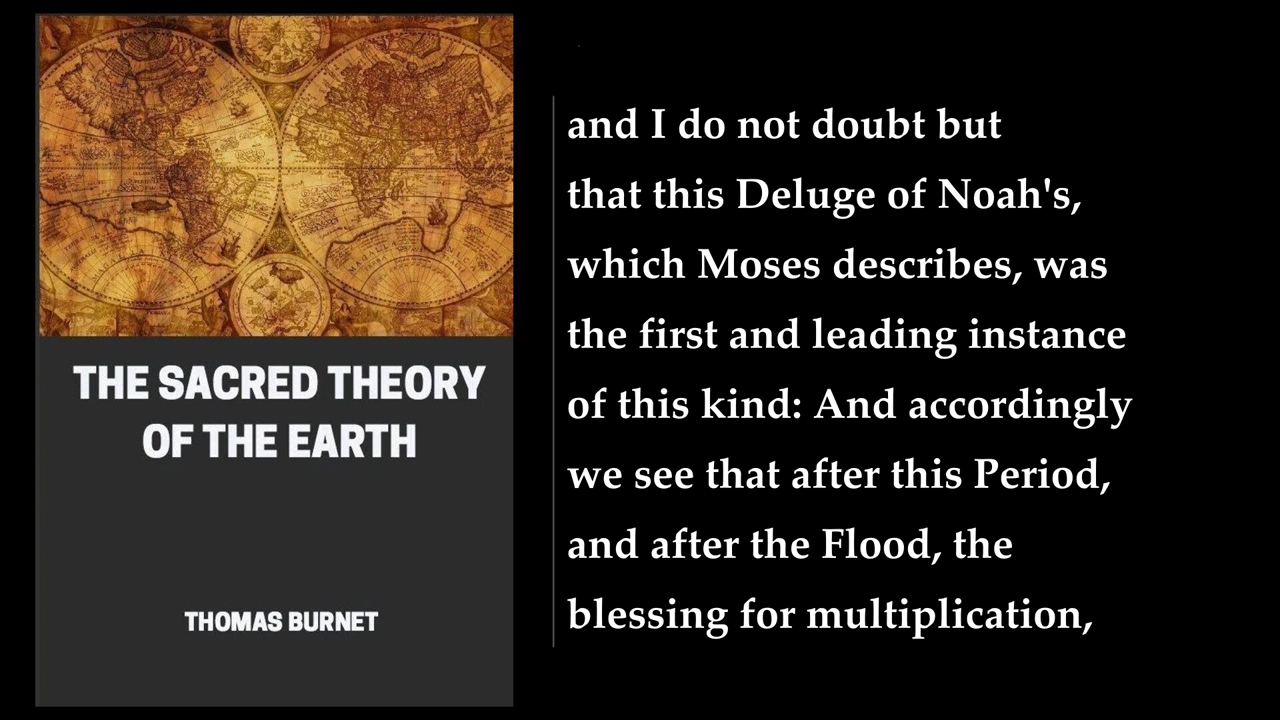 THE SACRED THEORY
OF THE EARTH
THOMAS BURNET
and I do not doubt but
that this Deluge of Noah's,
which Moses describes, was
the first and leading instance
of this kind: And accordingly
we see that after this Period,
and after the Flood, the
blessing for multiplication,